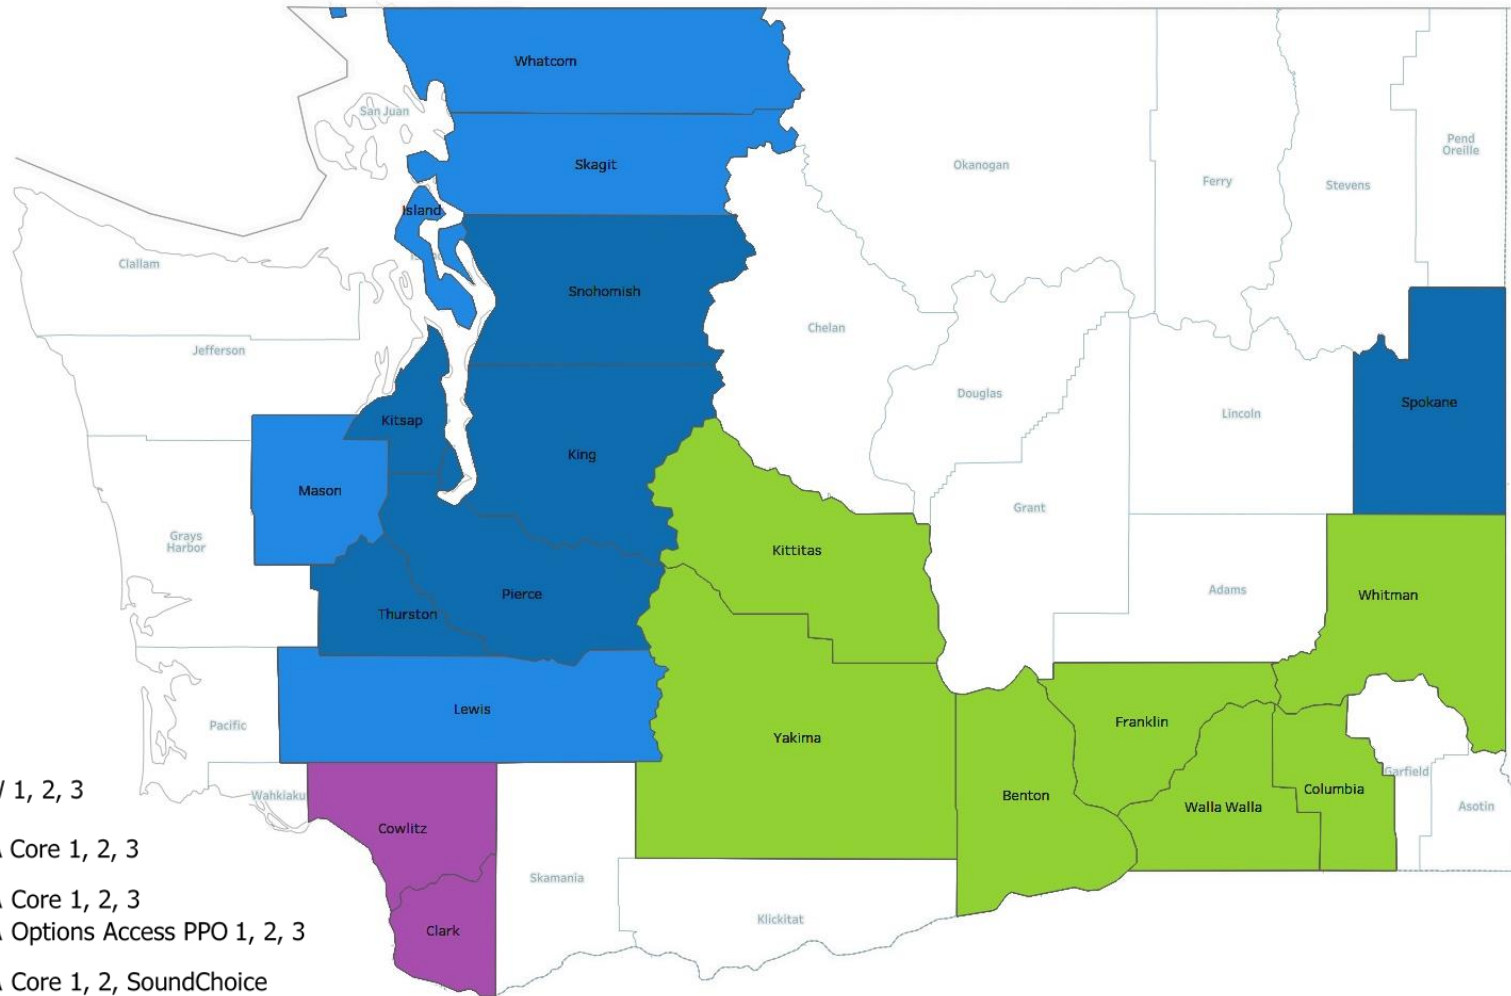 Whatcom
San Juan
Skagit
Okanogan
Pend
Oreille
Ferry
Stevens
Island
Clallam
Snohomish
Chelan
Jefferson
Douglas
Spokane
Lincoln
Kitsap
King
Mason
Grant
Grays
Harbor
Kittitas
Adams
Whitman
Pierce
Thurston
Lewis
Franklin
Pacific
Yakima
Garfield
1, 2, 3
Wahkiaku
Benton
Columbia
Walla Walla
Asotin
Cowlitz
Core 1, 2, 3
Skamania
Core 1, 2, 3
Klickitat
Options Access PPO 1, 2, 3
Clark
Core 1, 2, SoundChoice